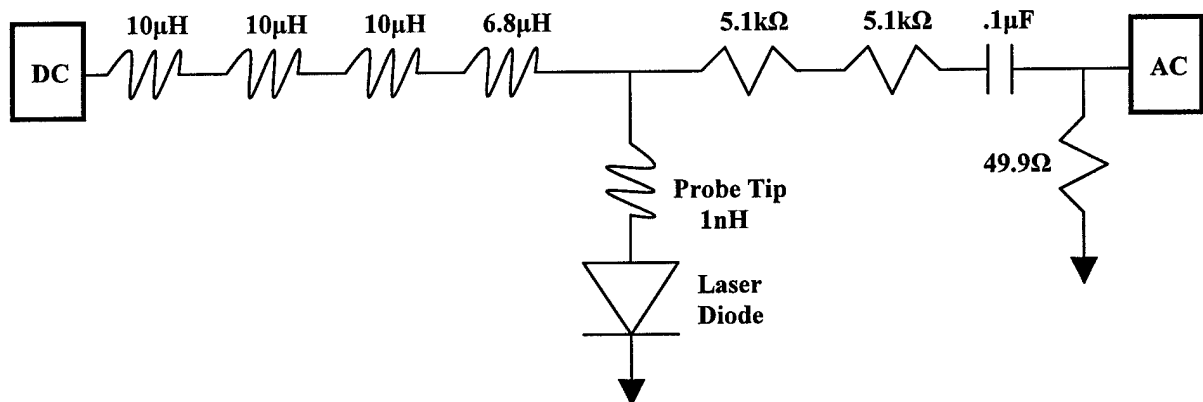 10μH
10μH
10μH
6.8μH
5.1kΩ
5.1kΩ
.1μF
DC
AC
49.9Ω
Probe Tip
1nH
Laser
Diode